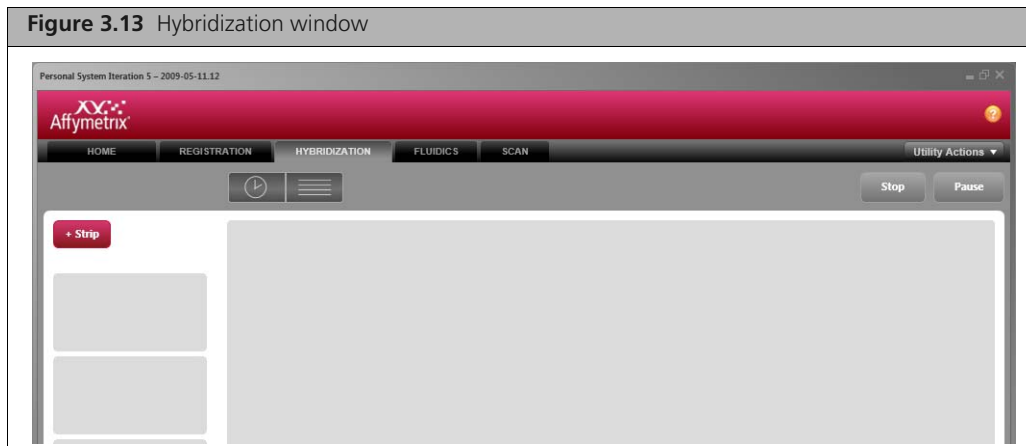 Figure 3.13 Hybridization window
Personal System Iteration 5 – 2009-05-11.12
Affymetrix
?
HOME REGISTRATION HYBRIDIZATION FLUIDICS SCAN Utility Actions
Stop Pause
+ Strip